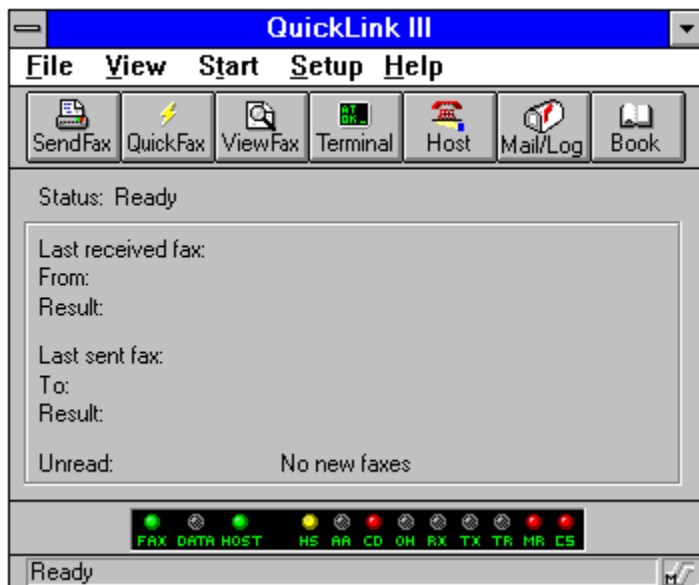 QuickLink III
File View Start Setup Help
SendFax QuickFax ViewFax Terminal Host Mail/Log Book
Status: Ready
Last received fax:
From:
Result:
Last sent fax:
To:
Result:
Unread: No new faxes
FAX DATA HOST HS AA CD OH RX TX TR MR CS
Ready